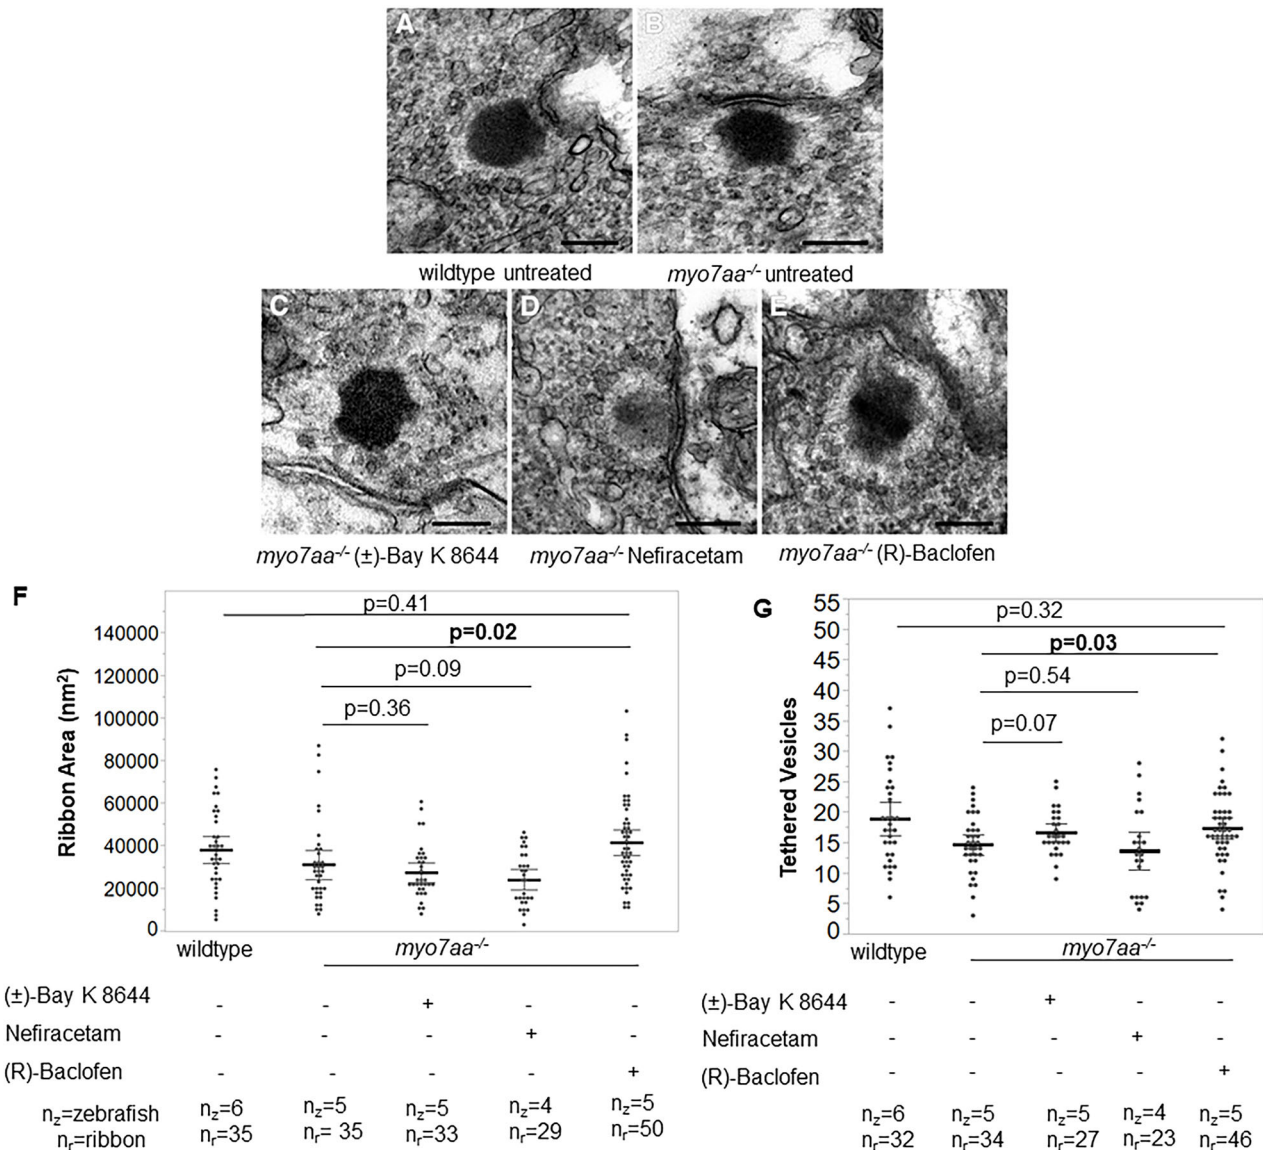 A
B
wildtype untreated
myo7aa-/- untreated
C
D
E
myo7aa-/- (±)-Bay K 8644
myo7aa-/- Nefiracetam
myo7aa-/- (R)-Baclofen
F
p=0.41
p=0.02
p=0.09
p=0.36
Ribbon Area (nm²)
140000
120000
100000
80000
60000
40000
20000
0
wildtype
myo7aa-/-
(±)-Bay K 8644 - - + - -
Nefiracetam - - - + -
(R)-Baclofen - - - - +
nz=zebrafish nz=6 nz=5 nz=5 nz=4 nz=5
nr=ribbon nr=35 nr= 35 nr=33 nr=29 nr=50
G
p=0.32
p=0.03
p=0.54
p=0.07
Tethered Vesicles
55
50
45
40
35
30
25
20
15
10
5
0
wildtype
myo7aa-/-
(±)-Bay K 8644 - - + - -
Nefiracetam - - - + -
(R)-Baclofen - - - - +
nz=6 nz=5 nz=5 nz=4 nz=5
nr=32 nr=34 nr=27 nr=23 nr=46